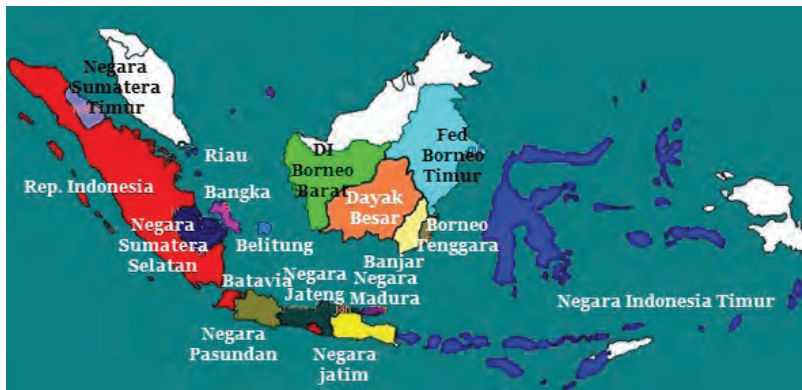 Negara
Sumatera
Timur
Riau
Rep. Indonesia
Bangka
Negara
Sumatera
Selatan
Belitung
DI
Borneo
Barat
Fed
Borneo
Timur
Dayak
Besar
Borneo
Tenggara
Banjar
Batavia
Negara
Jateng
Negara
Madura
Negara Indonesia Timur
Negara
Pasundan
Negara
jatim